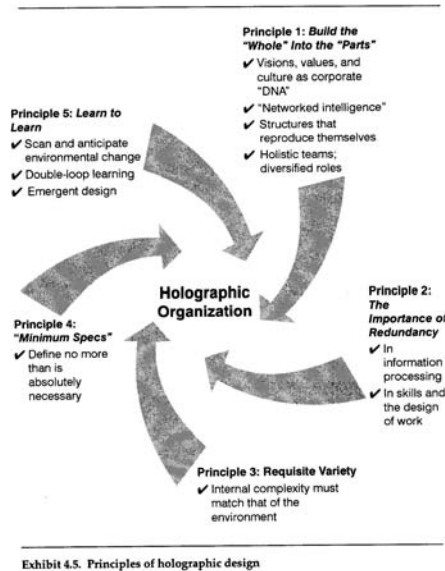 Principle 1: Build the
"Whole" Into the "Parts"
✔ Visions, values, and
culture as corporate
"DNA"
✔ "Networked intelligence"
✔ Structures that
reproduce themselves
✔ Holistic teams;
diversified roles
Principle 2:
The
Importance of
Redundancy
✔ In
information
processing
✔ In skills and
the design
of work
Principle 3: Requisite Variety
✔ Internal complexity must
match that of the
environment
Principle 4:
"Minimum Specs"
✔ Define no more
than is
absolutely
necessary
Principle 5: Learn to
Learn
✔ Scan and anticipate
environmental change
✔ Double-loop learning
✔ Emergent design
Holographic
Organization
Exhibit 4.5. Principles of holographic design